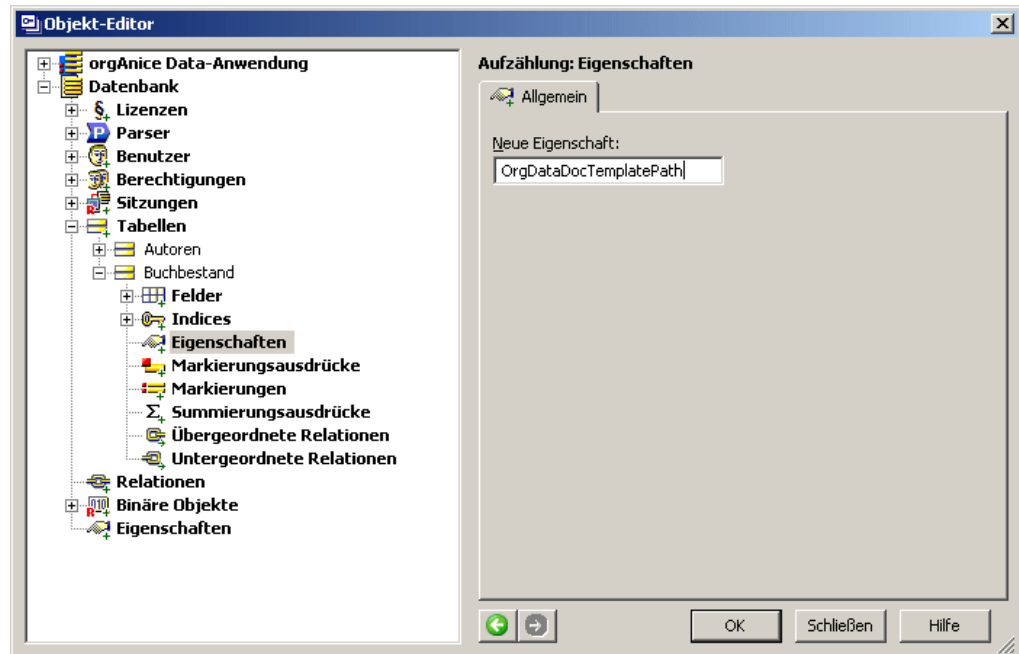 Objekt-Editor
orgAnice Data-Anwendung
Datenbank
Lizenzen
Parser
Benutzer
Berechtigungen
Sitzungen
Tabellen
Autoren
Buchbestand
Felder
Indices
Eigenschaften
Markierungsausdrücke
Markierungen
Summierungsausdrücke
Übergeordnete Relationen
Untergeordnete Relationen
Relationen
Binäre Objekte
Eigenschaften
Aufzählung: Eigenschaften
Allgemein
Neue Eigenschaft:
OrgDataDocTemplatePath
OK
Schließen
Hilfe